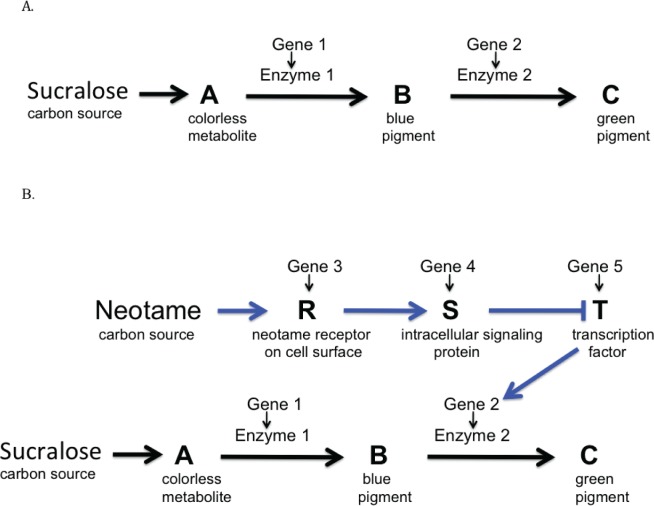 A.
Gene 1 Gene 2
Enzyme 1 Enzyme 2
Sucralose A B C
carbon source colorless blue green
metabolite pigment pigment
B.
Gene 3 Gene 4 Gene 5
Neotame R S T
carbon source neotame receptor intracellular signaling transcription
on cell surface protein factor
Gene 1 Gene 2
Enzyme 1 Enzyme 2
Sucralose A B C
carbon source colorless blue green
metabolite pigment pigment